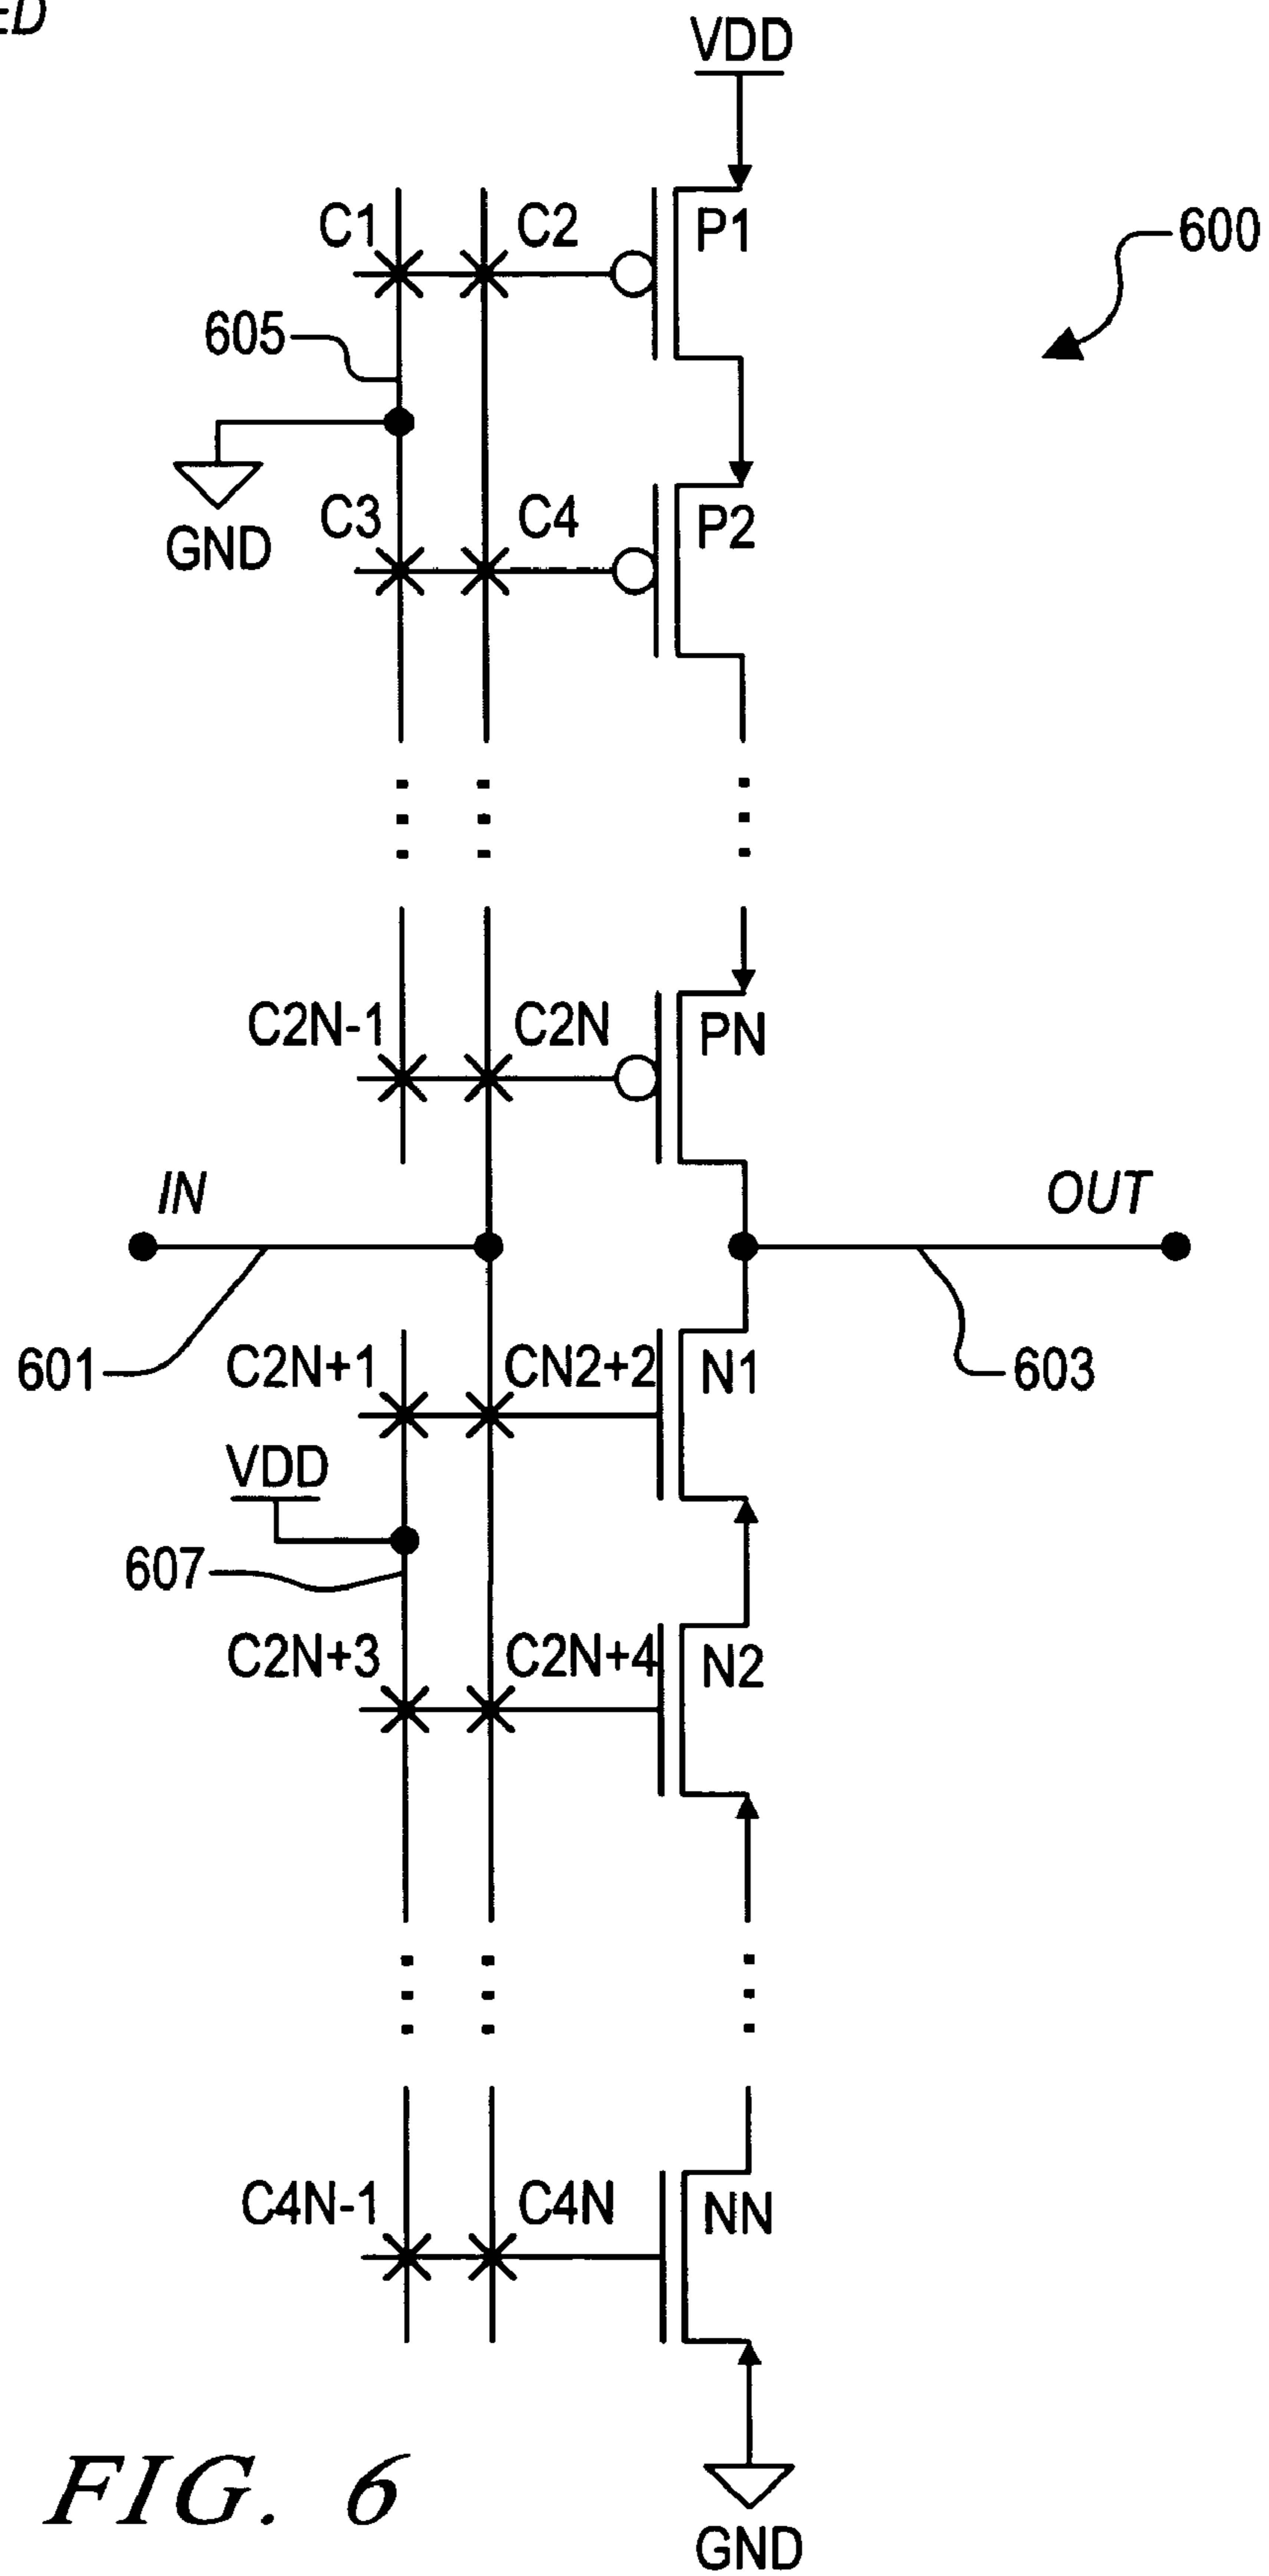 VDD
C1
C2
P1
600
605
GND
C3
C4
P2
C2N-1
C2N
PN
IN
OUT
601
C2N+1
CN2+2
N1
603
VDD
607
C2N+3
C2N+4
N2
C4N-1
C4N
NN
FIG. 6
GND